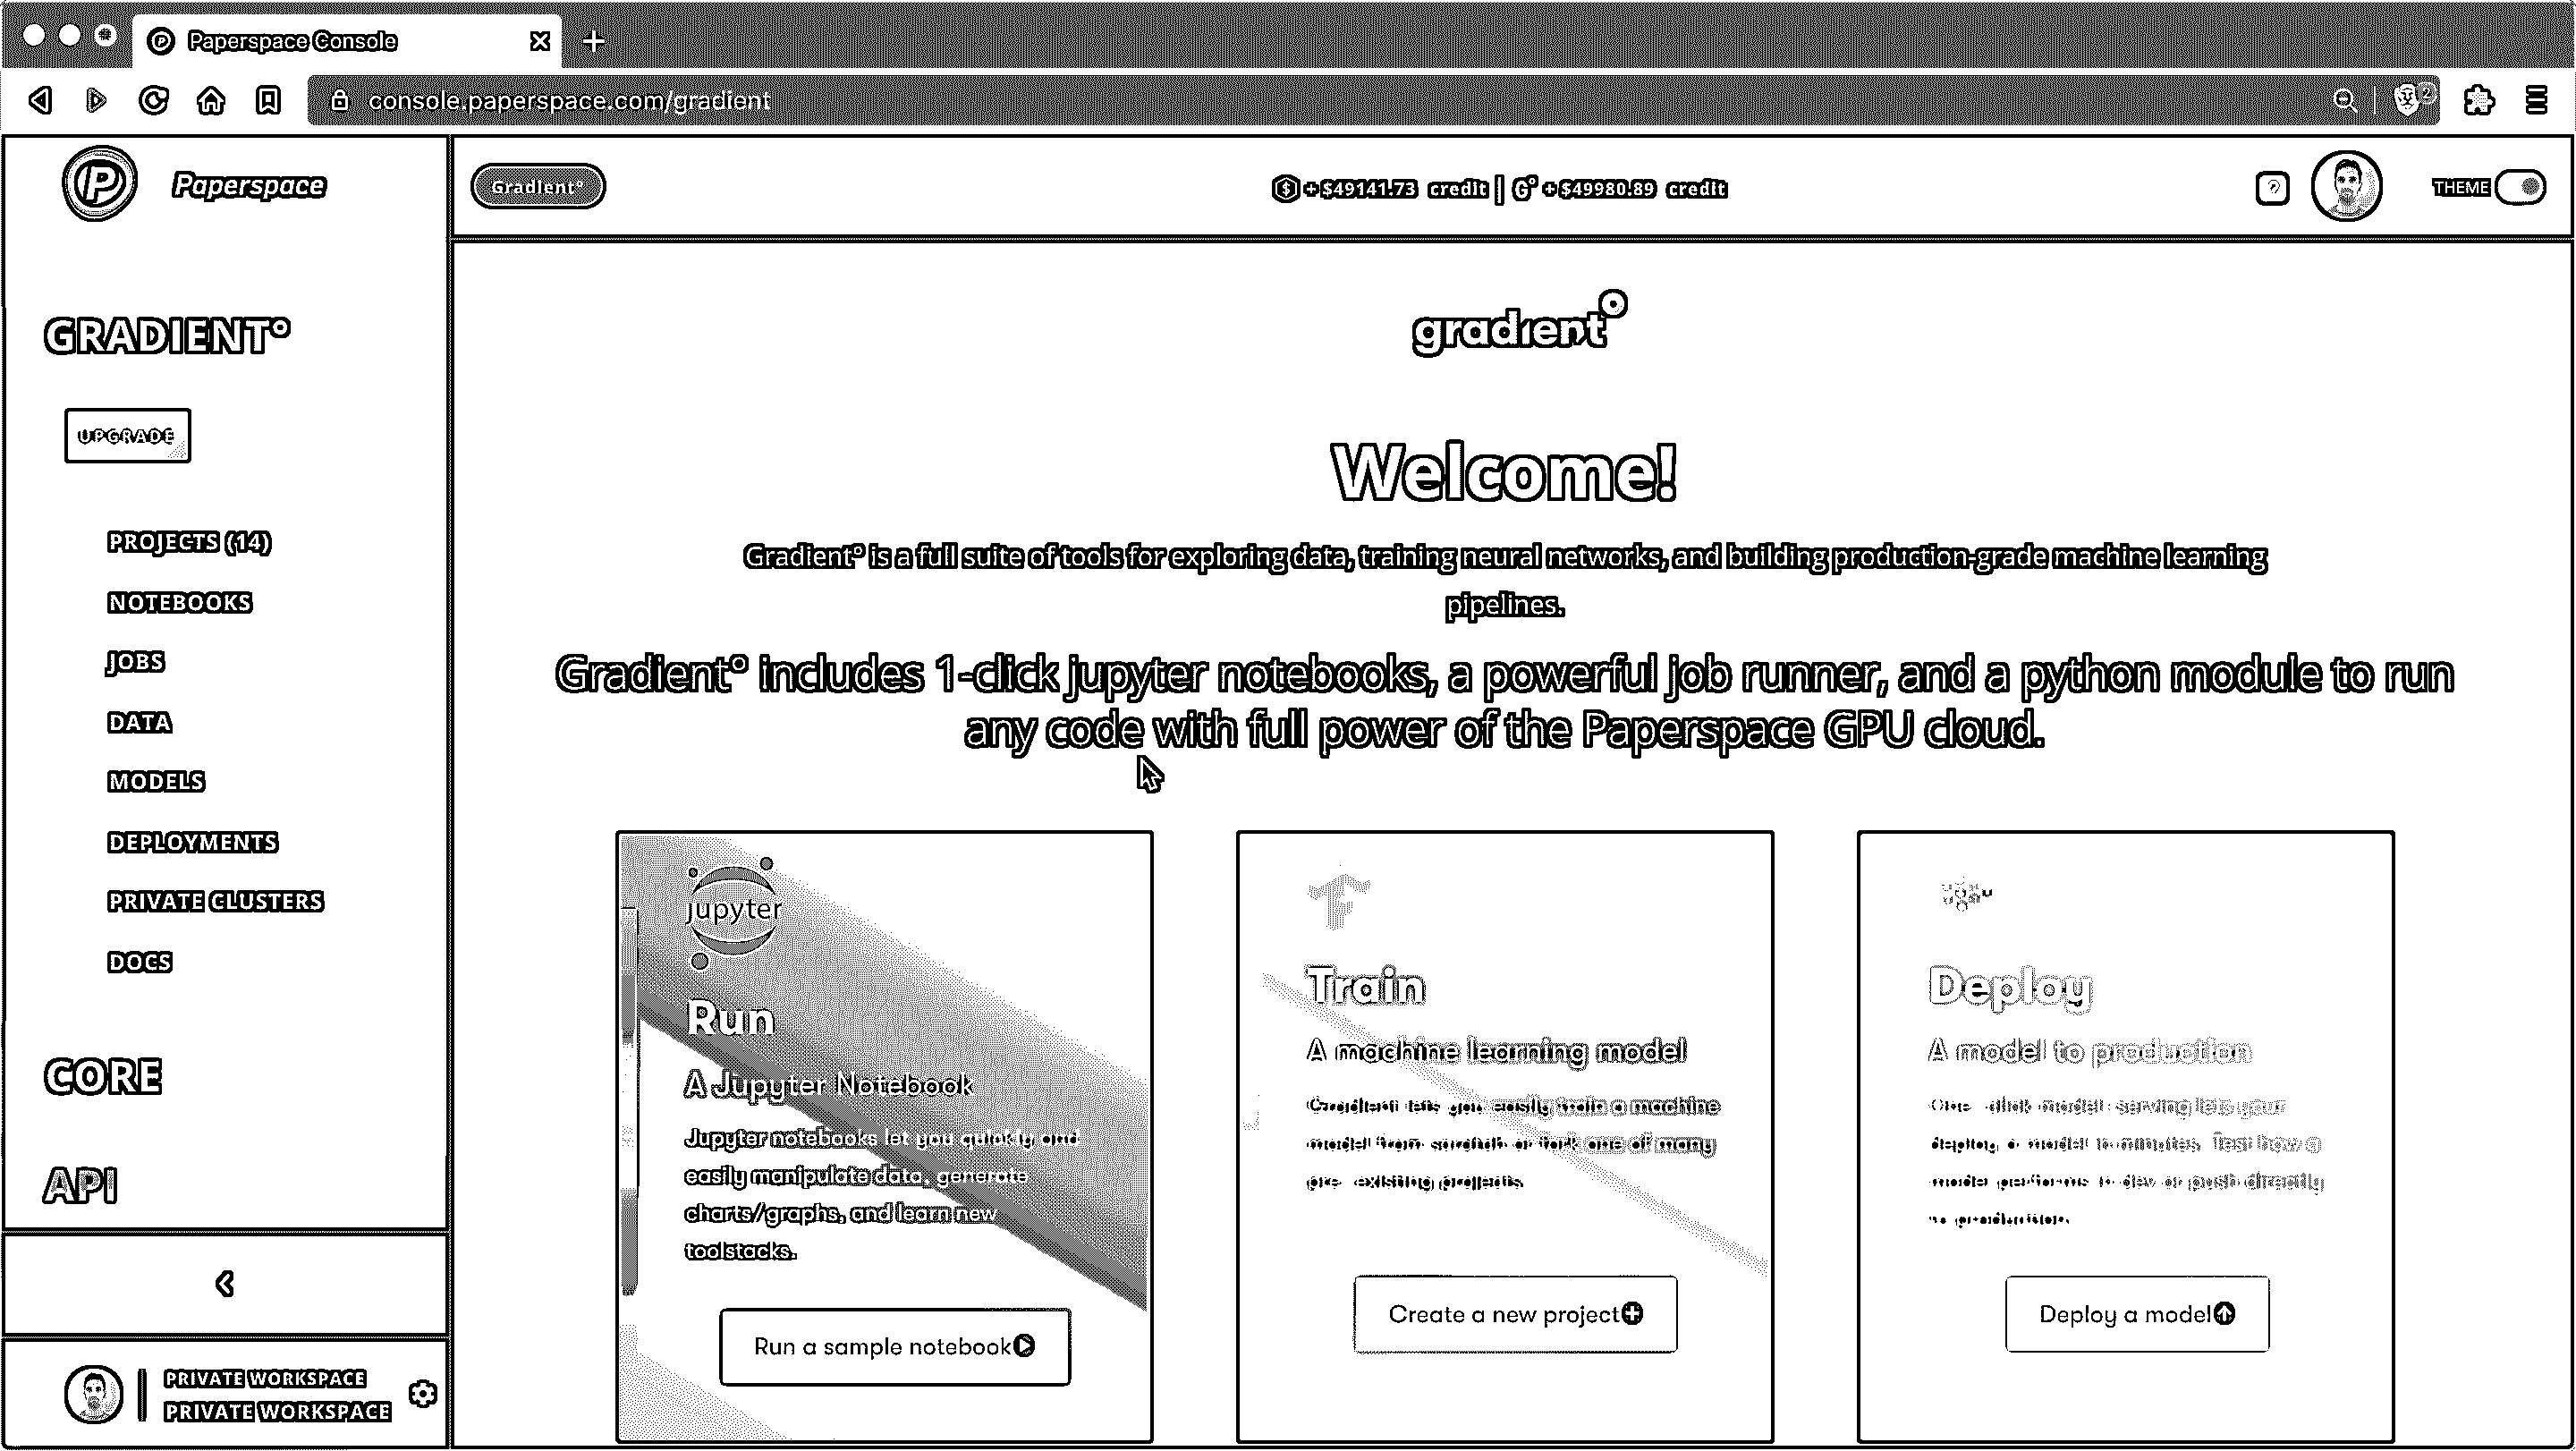 Paperspace Console
console.paperspace.com/gradient
2
Paperspace
Gradient°
+$49141.73 credit | G° +$49980.89 credit
THEME
GRADIENT°
UPGRADE
PROJECTS (14)
NOTEBOOKS
JOBS
DATA
MODELS
DEPLOYMENTS
PRIVATE CLUSTERS
DOCS
CORE
API
PRIVATE WORKSPACE
PRIVATE WORKSPACE
gradient°
Welcome!
Gradient° is a full suite of tools for exploring data, training neural networks, and building production-grade machine learning
pipelines.
Gradient° includes 1-click jupyter notebooks, a powerful job runner, and a python module to run
any code with full power of the Paperspace GPU cloud.
jupyter
Run
A Jupyter Notebook
Jupyter notebooks let you quickly and
easily manipulate data, generate
charts/graphs, and learn new
toolstacks.
Run a sample notebook
Train
A machine learning model
Gradient lets you easily train a machine
model from scratch or fork one of many
pre-existing projects.
Create a new project
Deploy
A model to production
One-click model serving lets your
deploy a model in minutes. Test how a
model performs in dev or push directly
to production.
Deploy a model